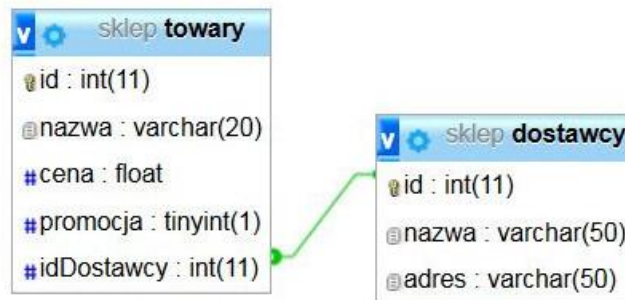 v sklep towary
id : int(11)
nazwa : varchar(20)
# cena : float
# promocja : tinyint(1)
# idDostawcy : int(11)
v sklep dostawcy
id : int(11)
nazwa : varchar(50)
adres : varchar(50)